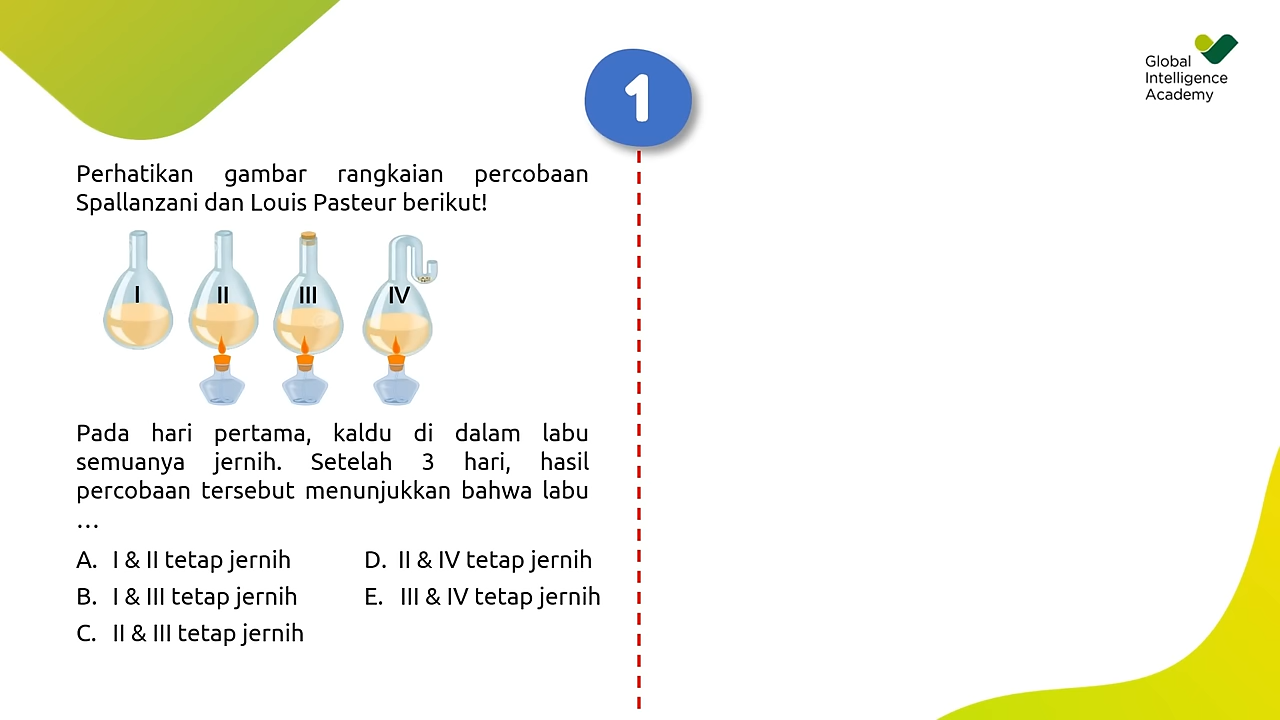 Global
Intelligence
Academy
1
Perhatikan gambar rangkaian percobaan
Spallanzani dan Louis Pasteur berikut!
I II III IV
Pada hari pertama, kaldu di dalam labu
semuanya jernih. Setelah 3 hari, hasil
percobaan tersebut menunjukkan bahwa labu
…
A. I & II tetap jernih
B. I & III tetap jernih
C. II & III tetap jernih
D. II & IV tetap jernih
E. III & IV tetap jernih